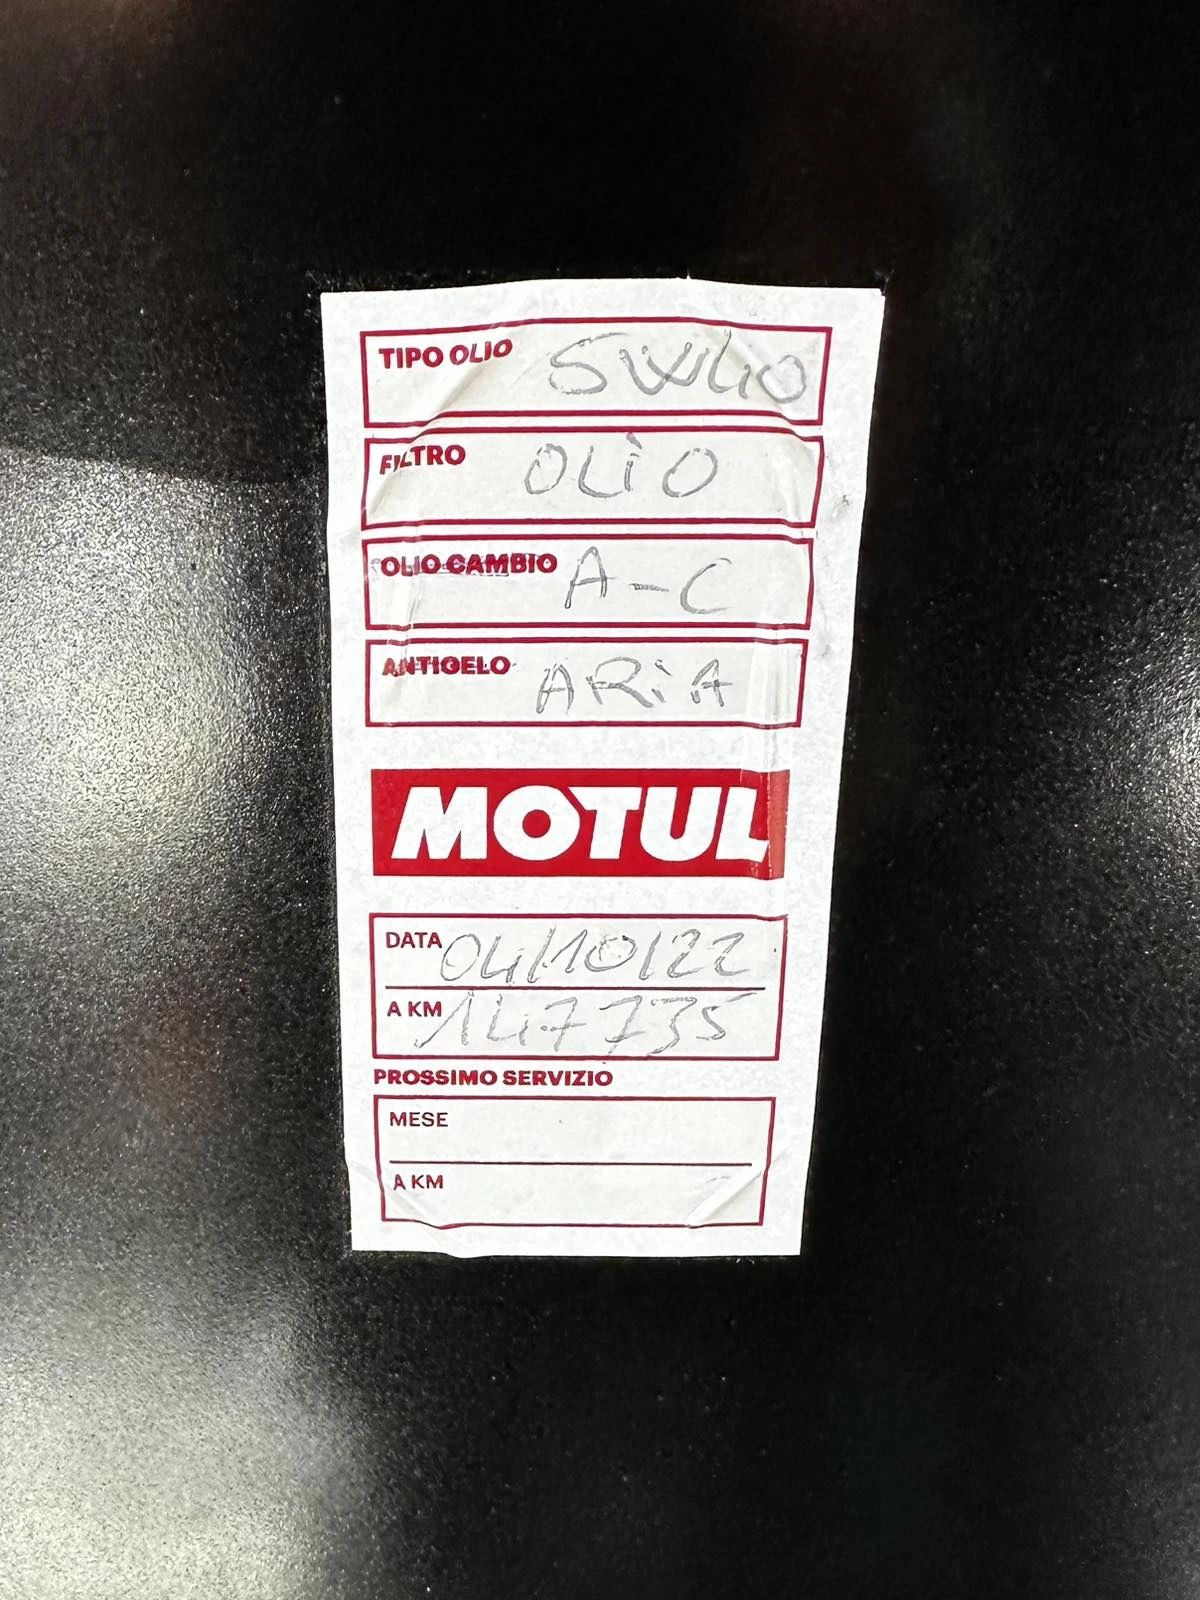 TIPO OLIO 5W40
FILTRO OLIO
OLIO CAMBIO A-C
ANTIGELO ARIA
MOTUL
DATA 04/10/22
A KM 147735
PROSSIMO SERVIZIO
MESE
A KM